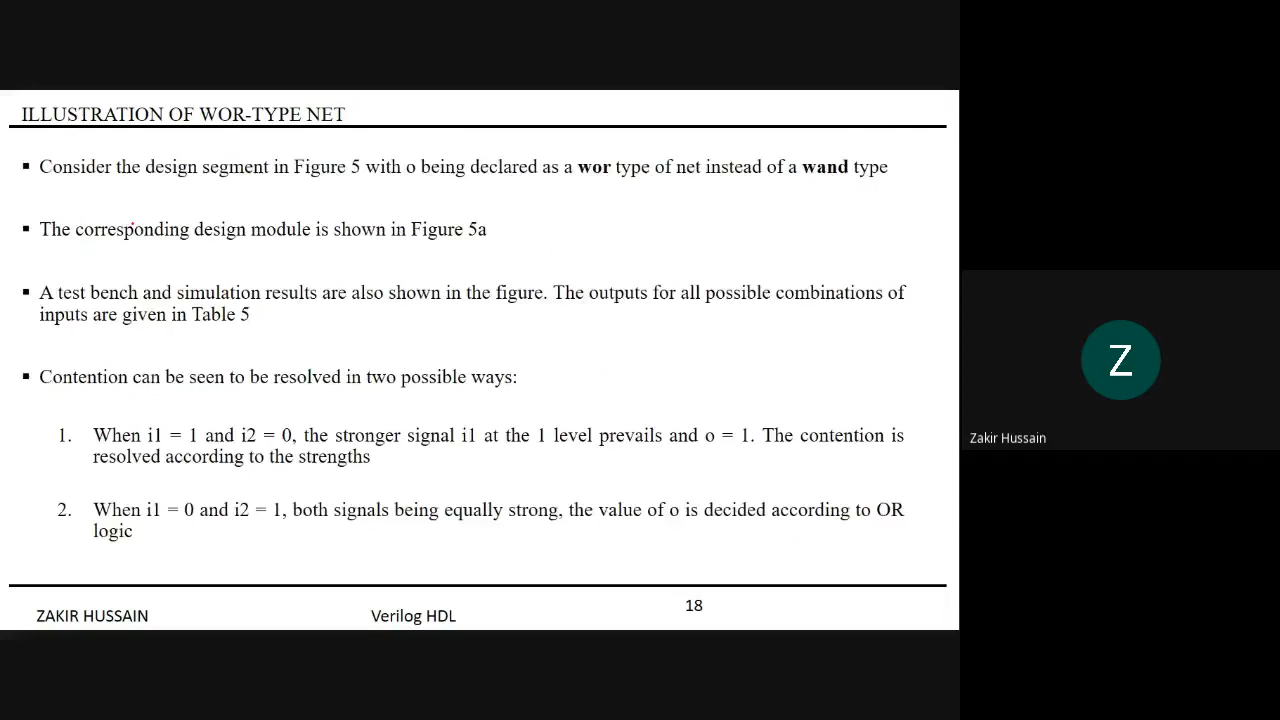 ILLUSTRATION OF WOR-TYPE NET
▪ Consider the design segment in Figure 5 with o being declared as a wor type of net instead of a wand type
▪ The corresponding design module is shown in Figure 5a
▪ A test bench and simulation results are also shown in the figure. The outputs for all possible combinations of
inputs are given in Table 5
▪ Contention can be seen to be resolved in two possible ways:
1. When i1 = 1 and i2 = 0, the stronger signal i1 at the 1 level prevails and o = 1. The contention is
resolved according to the strengths
2. When i1 = 0 and i2 = 1, both signals being equally strong, the value of o is decided according to OR
logic
ZAKIR HUSSAIN
Verilog HDL
18
Z
Zakir Hussain